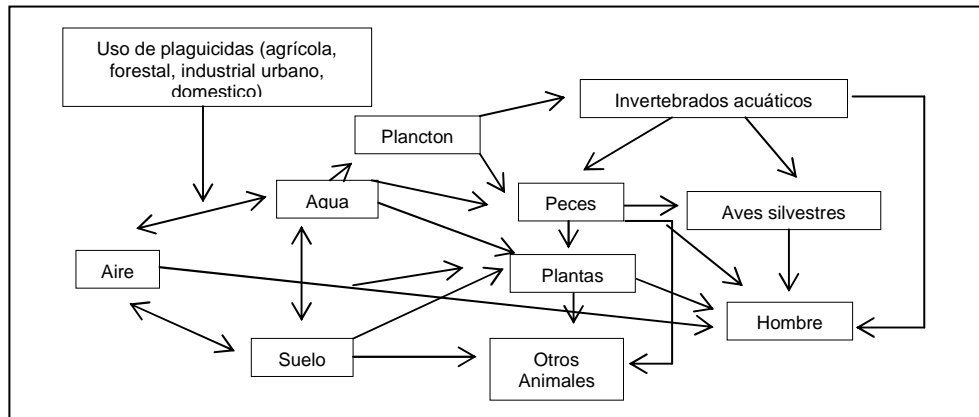 Uso de plaguicidas (agrícola,
forestal, industrial urbano,
domestico)
Invertebrados acuáticos
Plancton
Agua
Peces
Aves silvestres
Aire
Plantas
Hombre
Suelo
Otros
Animales